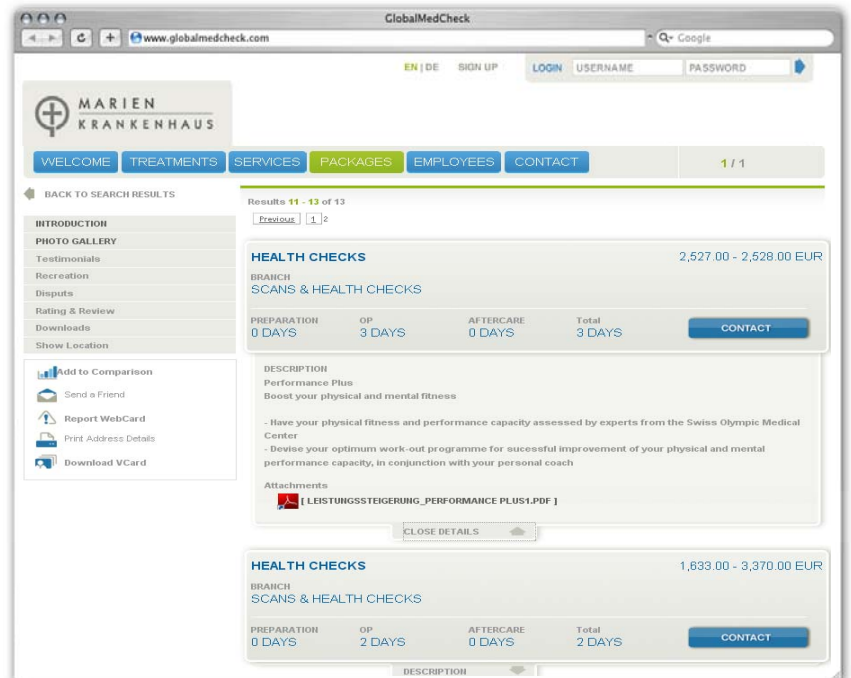 GlobalMedCheck
www.globalmedcheck.com
Google
EN | DE SIGN UP LOGIN USERNAME PASSWORD
MARIEN
KRANKENHAUS
WELCOME TREATMENTS SERVICES PACKAGES EMPLOYEES CONTACT 1 / 1
BACK TO SEARCH RESULTS
INTRODUCTION
PHOTO GALLERY
Testimonials
Recreation
Disputs
Rating & Review
Downloads
Show Location
Add to Comparison
Send a Friend
Report WebCard
Print Address Details
Download VCard
Results 11 - 13 of 13
Previous 1 2
HEALTH CHECKS 2,527.00 - 2,528.00 EUR
BRANCH
SCANS & HEALTH CHECKS
PREPARATION OP AFTERCARE Total
0 DAYS 3 DAYS 0 DAYS 3 DAYS CONTACT
DESCRIPTION
Performance Plus
Boost your physical and mental fitness
- Have your physical fitness and performance capacity assessed by experts from the Swiss Olympic Medical
Center
- Devise your optimum work-out programme for sucessful improvement of your physical and mental
performance capacity, in conjunction with your personal coach
Attachments
[ LEISTUNGSSTEIGERUNG_PERFORMANCE PLUS1.PDF ]
CLOSE DETAILS
HEALTH CHECKS 1,633.00 - 3,370.00 EUR
BRANCH
SCANS & HEALTH CHECKS
PREPARATION OP AFTERCARE Total
0 DAYS 2 DAYS 0 DAYS 2 DAYS CONTACT
DESCRIPTION